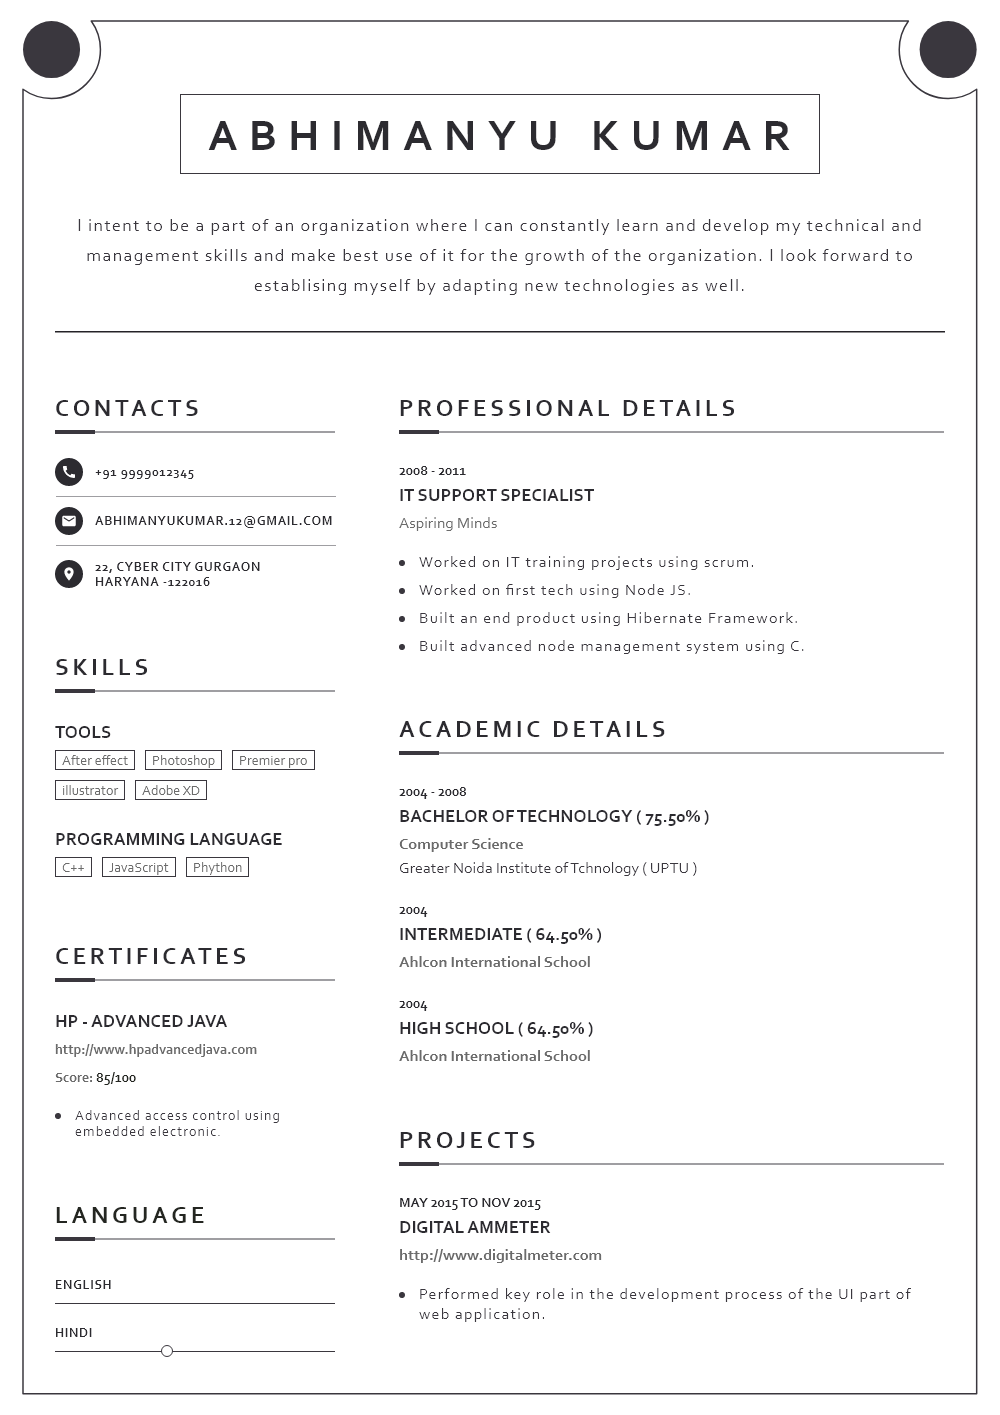 ABHIMANYU KUMAR
I intent to be a part of an organization where I can constantly learn and develop my technical and
management skills and make best use of it for the growth of the organization. I look forward to
establising myself by adapting new technologies as well.
CONTACTS
+91 9999012345
ABHIMANYUKUMAR.12@GMAIL.COM
22, CYBER CITY GURGAON
HARYANA -122016
SKILLS
TOOLS
After effect Photoshop Premier pro
illustrator Adobe XD
PROGRAMMING LANGUAGE
C++ JavaScript Phython
CERTIFICATES
HP - ADVANCED JAVA
http://www.hpadvancedjava.com
Score: 85/100
Advanced access control using
embedded electronic.
LANGUAGE
ENGLISH
HINDI
PROFESSIONAL DETAILS
2008 - 2011
IT SUPPORT SPECIALIST
Aspiring Minds
Worked on IT training projects using scrum.
Worked on first tech using Node JS.
Built an end product using Hibernate Framework.
Built advanced node management system using C.
ACADEMIC DETAILS
2004 - 2008
BACHELOR OF TECHNOLOGY ( 75.50% )
Computer Science
Greater Noida Institute of Tchnology ( UPTU )
2004
INTERMEDIATE ( 64.50% )
Ahlcon International School
2004
HIGH SCHOOL ( 64.50% )
Ahlcon International School
PROJECTS
MAY 2015 TO NOV 2015
DIGITAL AMMETER
http://www.digitalmeter.com
Performed key role in the development process of the UI part of
web application.